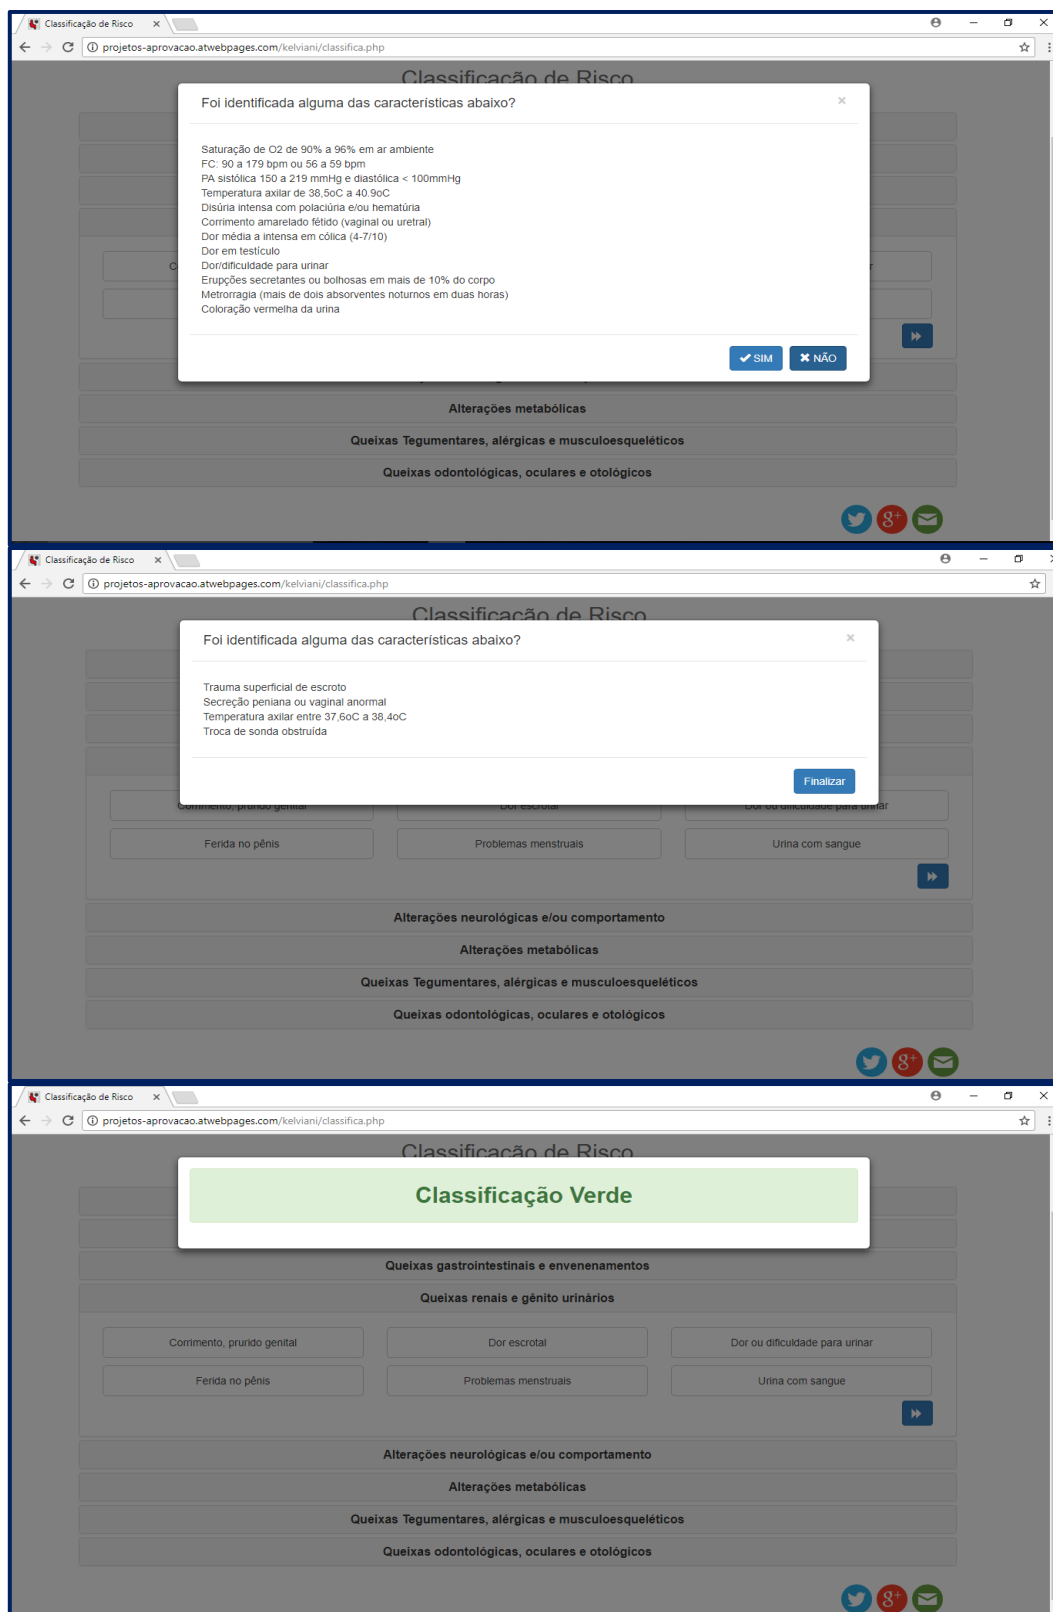 Classificação de Risco
projetos-aprovacao.atwebpages.com/kelviani/classifica.php
Classificação de Risco
Foi identificada alguma das características abaixo?
Saturação de O2 de 90% a 96% em ar ambiente
FC: 90 a 179 bpm ou 56 a 59 bpm
PA sistólica 150 a 219 mmHg e diastólica < 100mmHg
Temperatura axilar de 38,5oC a 40.9oC
Disúria intensa com polaciúria e/ou hematúria
Corrimento amarelado fétido (vaginal ou uretral)
Dor média a intensa em cólica (4-7/10)
Dor em testículo
Dor/dificuldade para urinar
Erupções secretantes ou bolhosas em mais de 10% do corpo
Metrorragia (mais de dois absorventes noturnos em duas horas)
Coloração vermelha da urina
SIM NÃO
Alterações metabólicas
Queixas Tegumentares, alérgicas e musculoesqueléticos
Queixas odontológicas, oculares e otológicos
Classificação de Risco
projetos-aprovacao.atwebpages.com/kelviani/classifica.php
Classificação de Risco
Foi identificada alguma das características abaixo?
Trauma superficial de escroto
Secreção peniana ou vaginal anormal
Temperatura axilar entre 37,6oC a 38,4oC
Troca de sonda obstruída
Finalizar
Corrimento, prurido genital Dor escrotal Dor ou dificuldade para urinar
Ferida no pênis Problemas menstruais Urina com sangue
Alterações neurológicas e/ou comportamento
Alterações metabólicas
Queixas Tegumentares, alérgicas e musculoesqueléticos
Queixas odontológicas, oculares e otológicos
Classificação de Risco
projetos-aprovacao.atwebpages.com/kelviani/classifica.php
Classificação de Risco
Classificação Verde
Queixas gastrointestinais e envenenamentos
Queixas renais e gênito urinários
Corrimento, prurido genital Dor escrotal Dor ou dificuldade para urinar
Ferida no pênis Problemas menstruais Urina com sangue
Alterações neurológicas e/ou comportamento
Alterações metabólicas
Queixas Tegumentares, alérgicas e musculoesqueléticos
Queixas odontológicas, oculares e otológicos